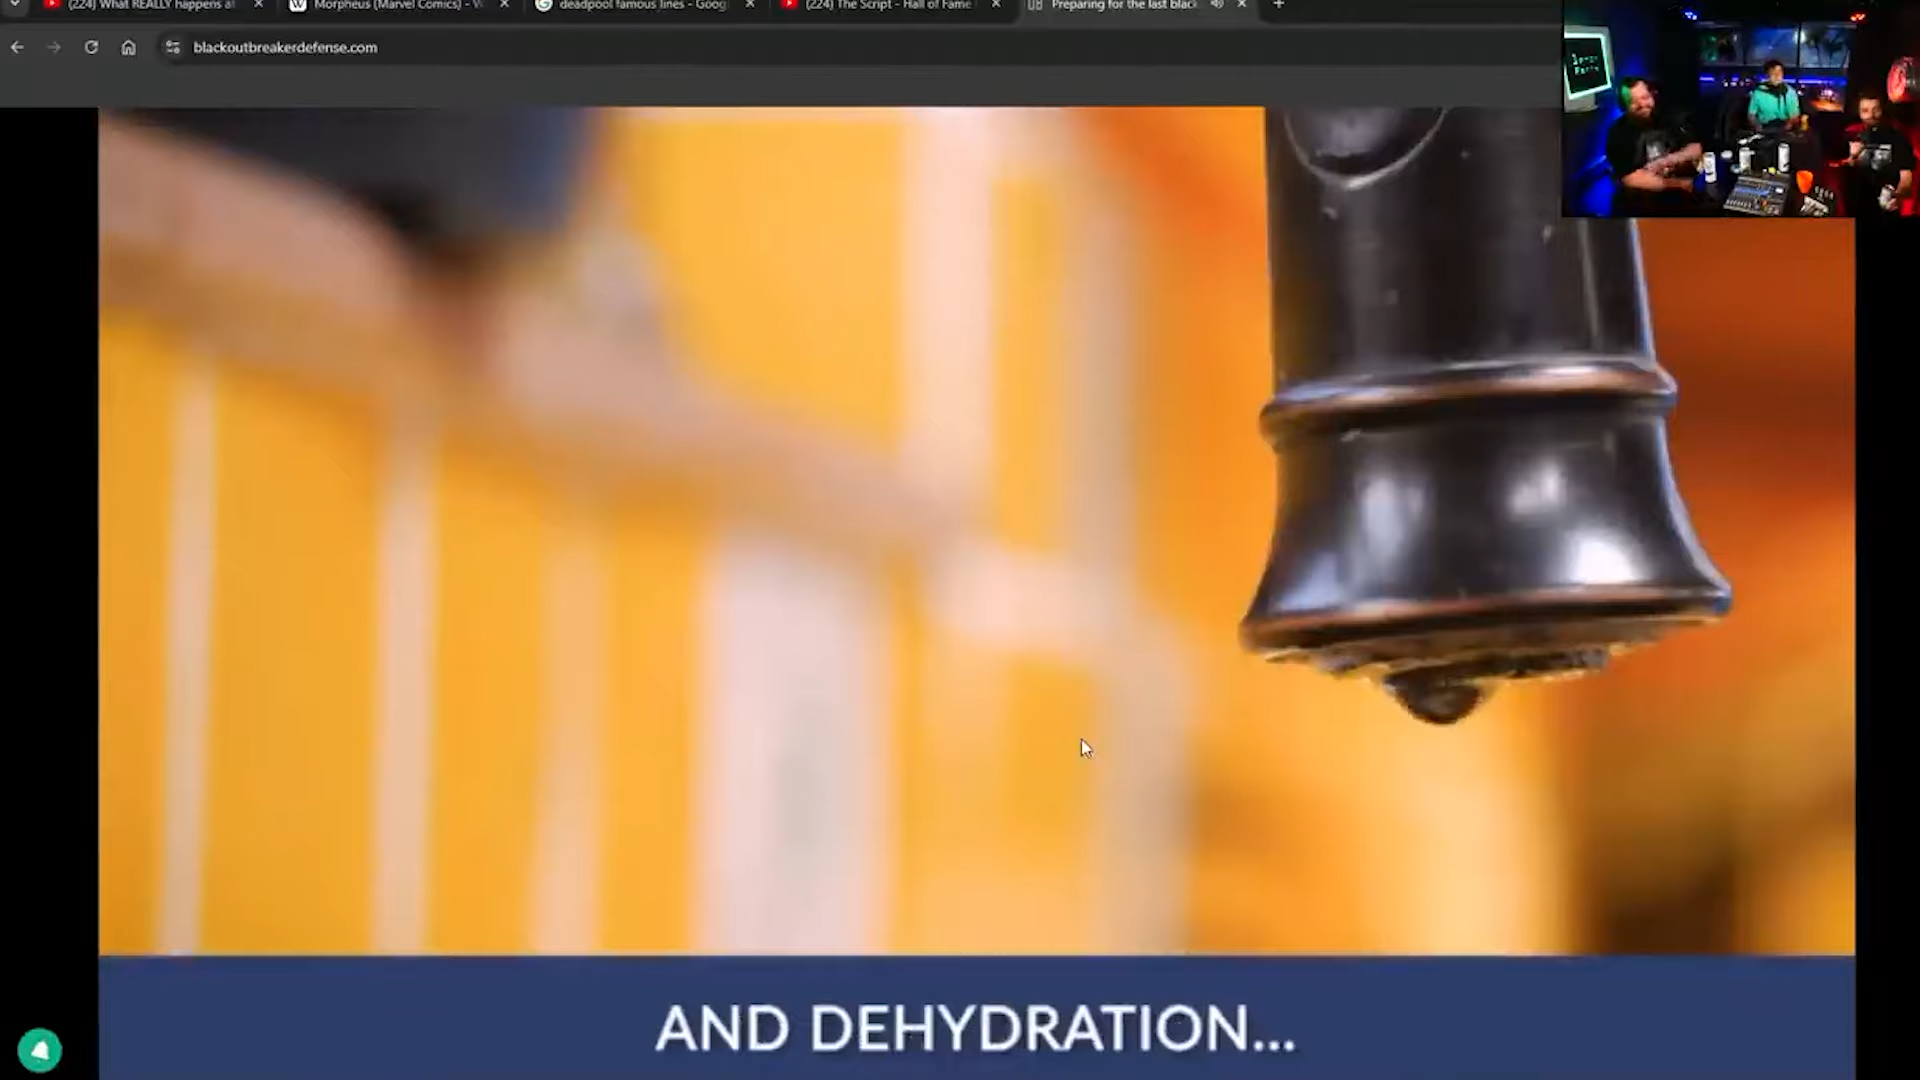 (224) What REALLY happens a
Morpheus (Marvel Comics) - W
deadpool famous lines - Goog
(224) The Script - Hall of Fame
Preparing for the last black
blackoutbreakerdefense.com
AND DEHYDRATION...